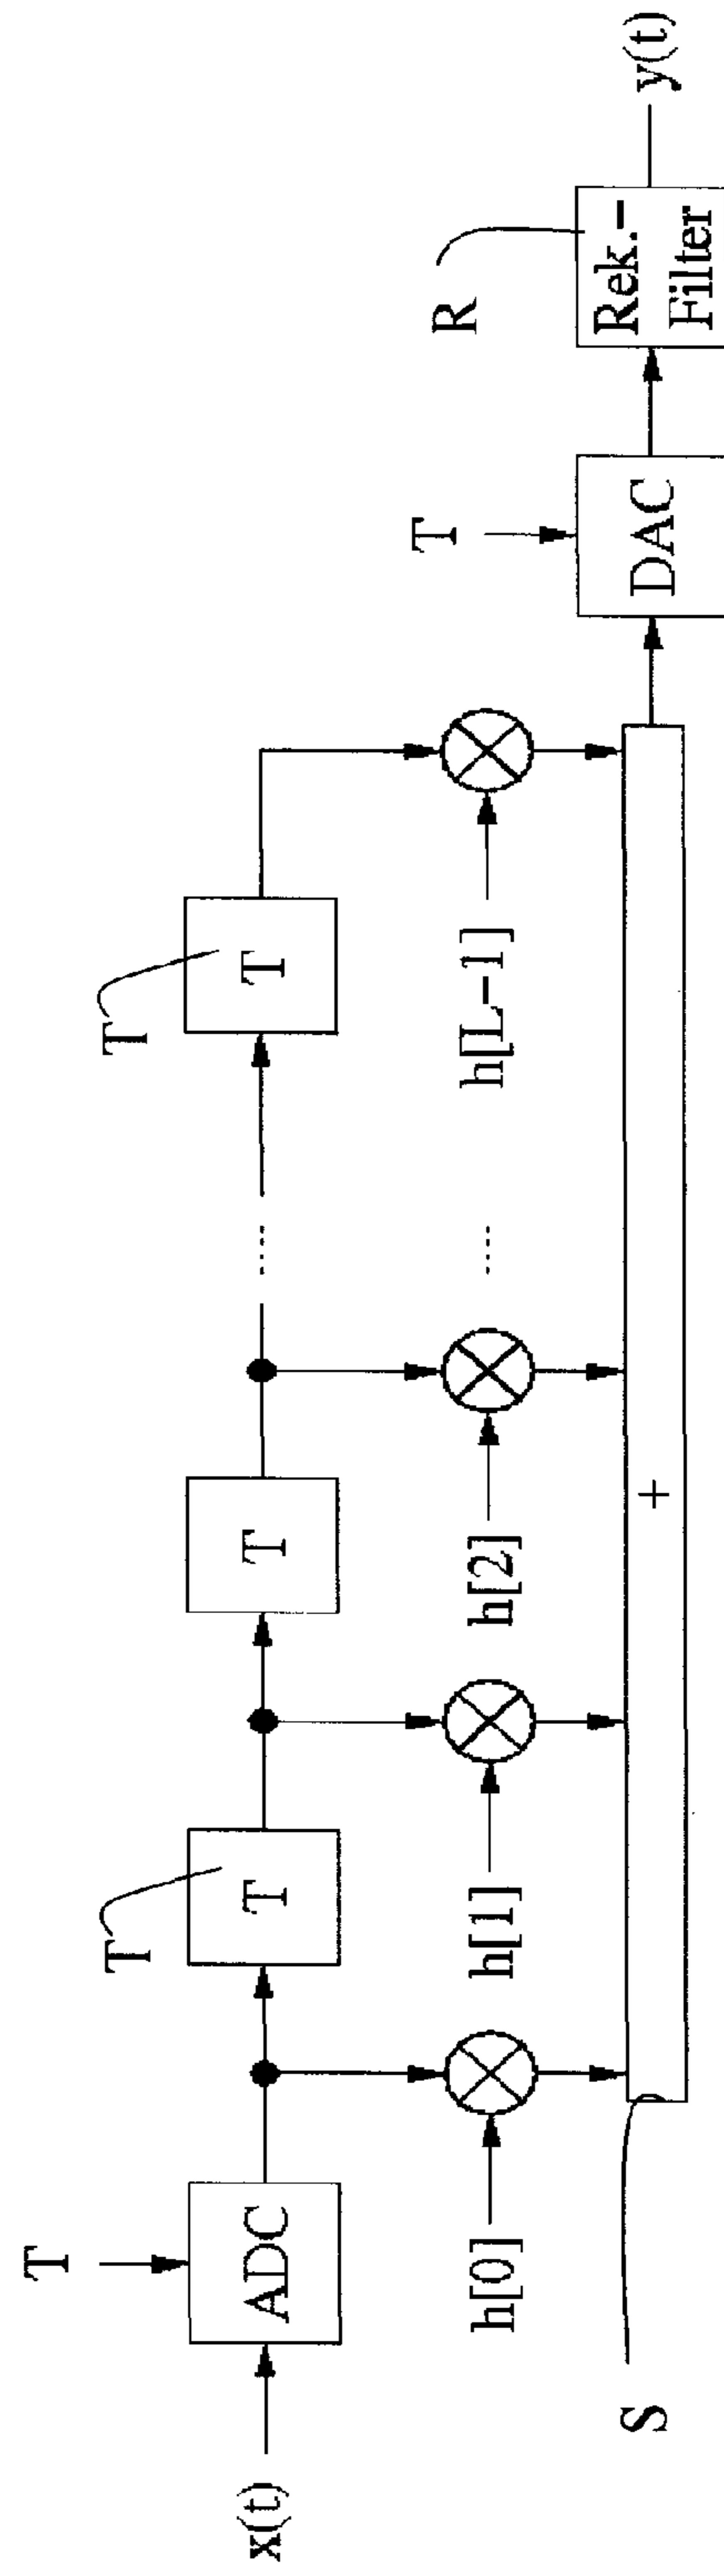 T
T
T
x(t)
ADC
T
T
T
....
h[0]
h[1]
h[2]
....
h[L-1]
T
R
S
+
DAC
Rek.-
Filter
y(t)